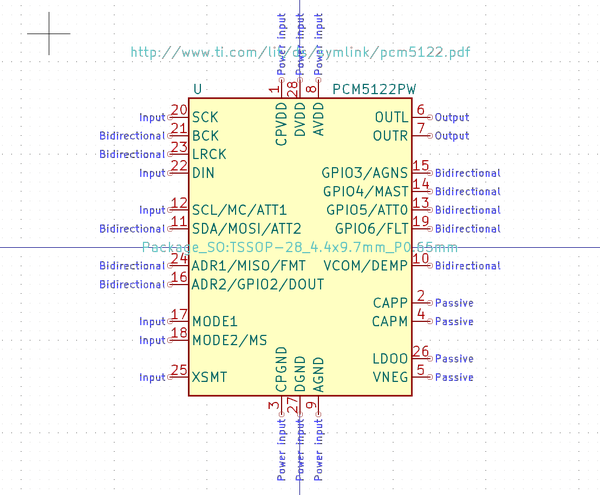 Power input Power input Power input
http://www.ti.com/lit/ds/symlink/pcm5122.pdf
U PCM5122PW
1 28 8
CPVDD DVDD AVDD
Input 20 SCK OUTL 6 Output
Bidirectional 21 BCK OUTR 7 Output
Bidirectional 23 LRCK
Input 22 DIN GPIO3/AGNS 15 Bidirectional
GPIO4/MAST 14 Bidirectional
Input 12 SCL/MC/ATT1 GPIO5/ATT0 13 Bidirectional
Bidirectional 11 SDA/MOSI/ATT2 GPIO6/FLT 19 Bidirectional
Package_SO:TSSOP-28_4.4x9.7mm_P0.65mm
Bidirectional 24 ADR1/MISO/FMT VCOM/DEMP 10 Bidirectional
Bidirectional 16 ADR2/GPIO2/DOUT
CAPP 2 Passive
Input 17 MODE1 CAPM 4 Passive
Input 18 MODE2/MS
LDOO 26 Passive
Input 25 XSMT VNEG 5 Passive
CPGND DGND AGND
3 27 9
Power input Power input Power input